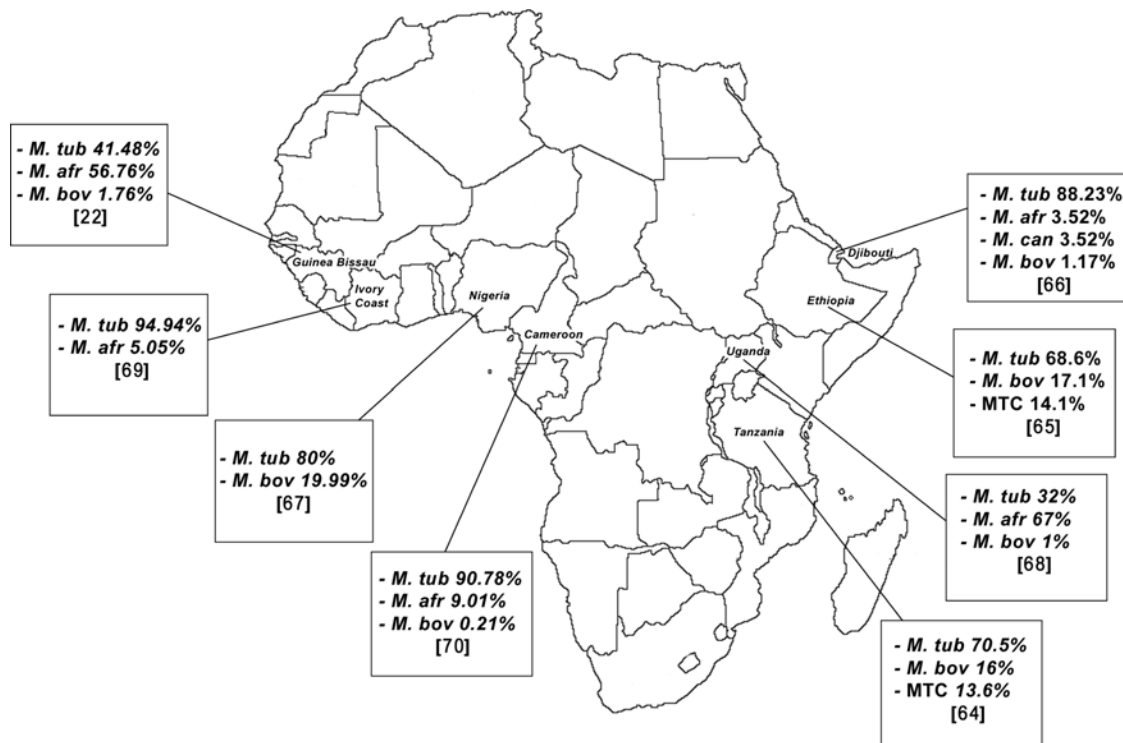 - M. tub 41.48%
- M. afr 56.76%
- M. bov 1.76%
[22]
- M. tub 88.23%
- M. afr 3.52%
- M. can 3.52%
- M. bov 1.17%
[66]
Djibouti
Guinea Bissau
Ivory
Coast
Nigeria
Ethiopia
Cameroon
Uganda
Tanzania
- M. tub 94.94%
- M. afr 5.05%
[69]
- M. tub 68.6%
- M. bov 17.1%
- MTC 14.1%
[65]
- M. tub 80%
- M. bov 19.99%
[67]
- M. tub 32%
- M. afr 67%
- M. bov 1%
[68]
- M. tub 90.78%
- M. afr 9.01%
- M. bov 0.21%
[70]
- M. tub 70.5%
- M. bov 16%
- MTC 13.6%
[64]